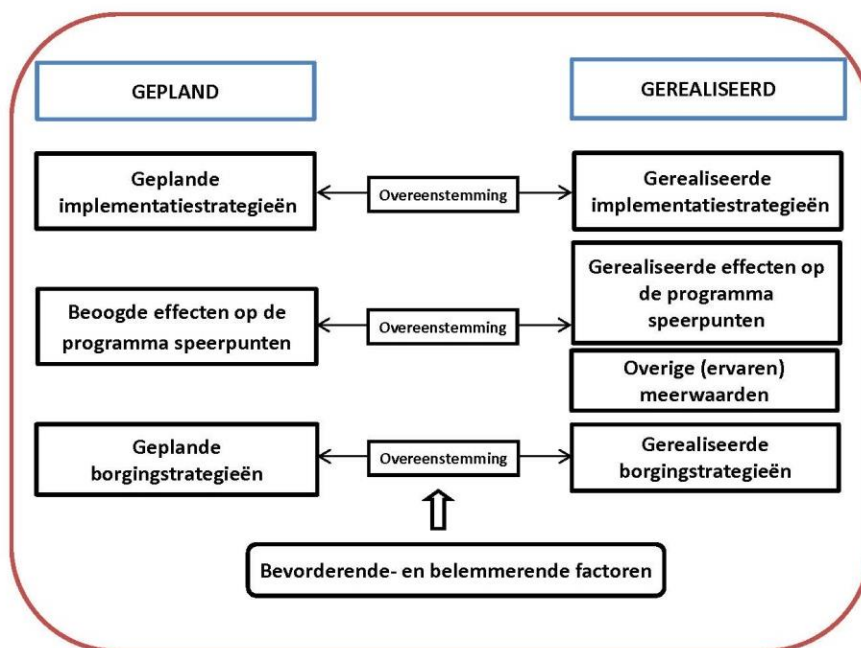 GEPLAND
GEREALISEERD
Geplande
implementatiestrategieën
Overeenstemming
Gerealiseerde
implementatiestrategieën
Beoogde effecten op de
programma speerpunten
Overeenstemming
Gerealiseerde effecten op
de programma
speerpunten
Overige (ervaren)
meerwaarden
Geplande
borgingstrategieën
Overeenstemming
Gerealiseerde
borgingstrategieën
Bevorderende- en belemmerende factoren